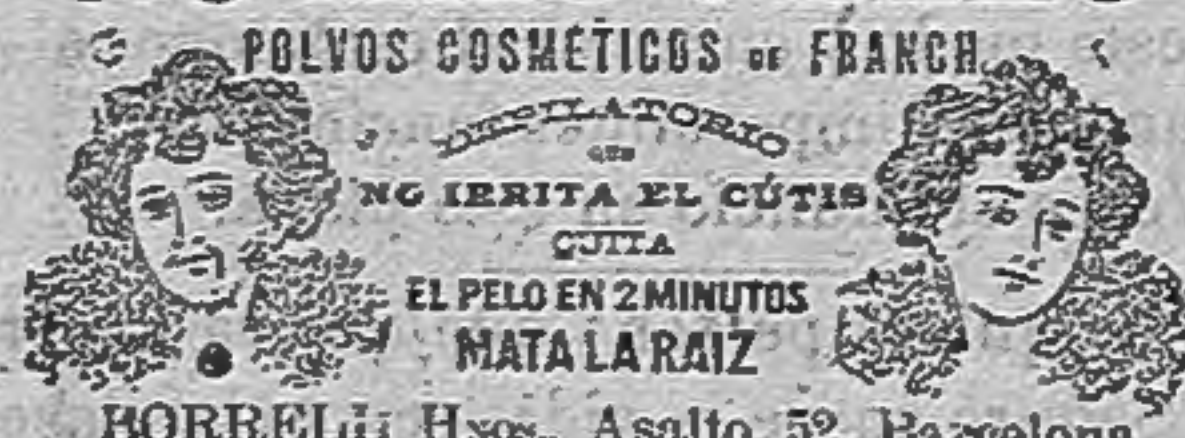 POLVOS COSMÉTICOS DE FRANCH
DEPILATORIO
QUE
NO IRRITA EL CÚTIS
QUITA
EL PELO EN 2 MINUTOS
MATA LA RAIZ
BORRELL Hnos. Asalto 52 Barcelona